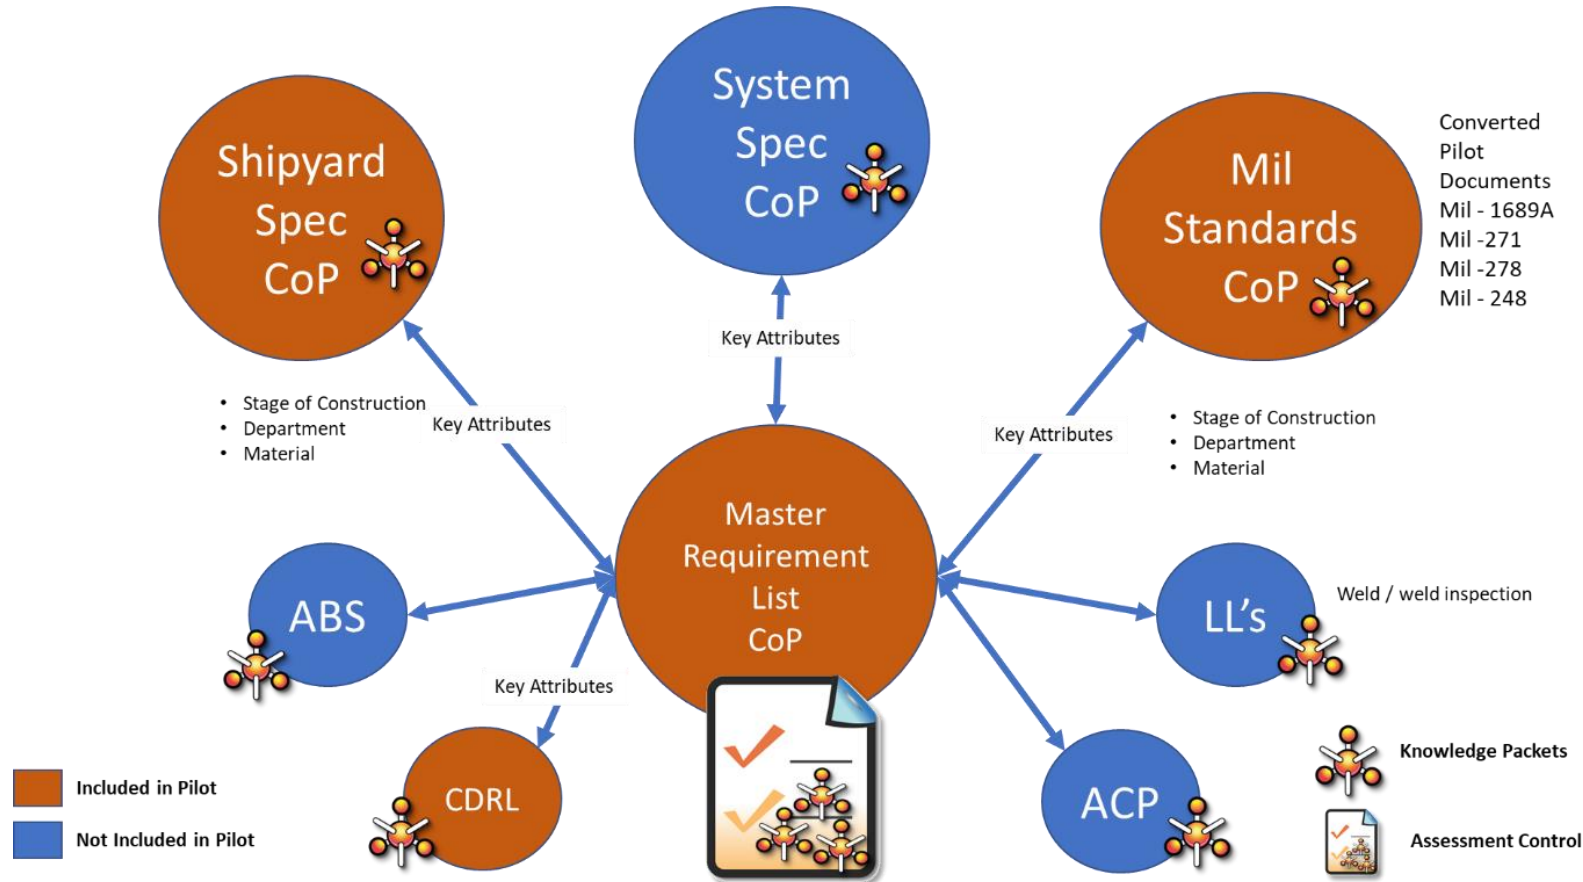 System
Spec
CoP
Shipyard
Spec
CoP
Mil
Standards
CoP
Converted
Pilot
Documents
Mil - 1689A
Mil -271
Mil -278
Mil - 248
Key Attributes
• Stage of Construction
• Department
• Material
Key Attributes
Key Attributes
• Stage of Construction
• Department
• Material
Master
Requirement
List
CoP
ABS
LL's
Weld / weld inspection
Key Attributes
CDRL
ACP
Included in Pilot
Not Included in Pilot
Knowledge Packets
Assessment Control